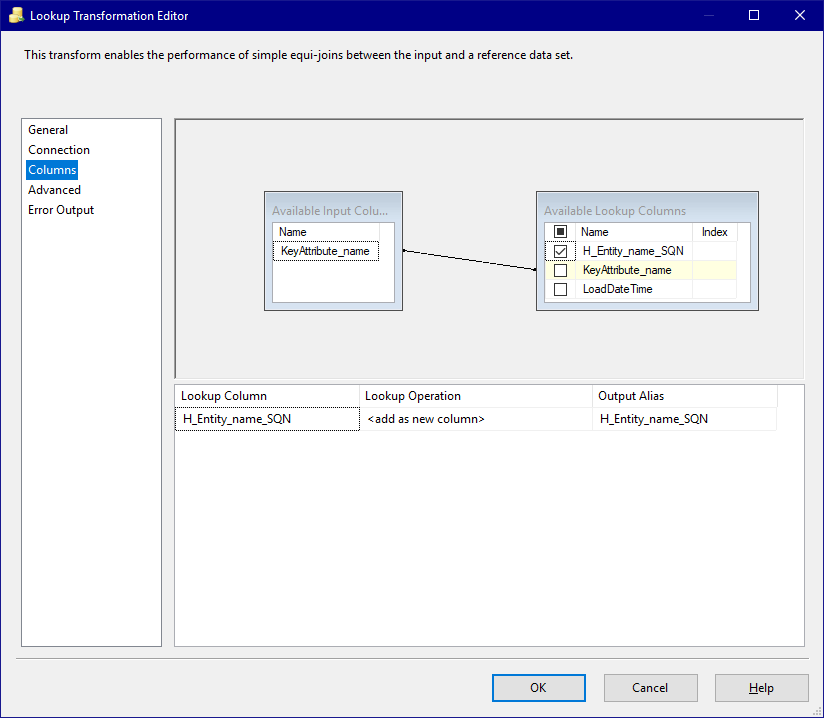 Lookup Transformation Editor
This transform enables the performance of simple equi-joins between the input and a reference data set.
General
Connection
Columns
Advanced
Error Output
Available Input Colu...
Name
KeyAttribute_name
Available Lookup Columns
Name Index
H_Entity_name_SQN
KeyAttribute_name
LoadDateTime
Lookup Column Lookup Operation Output Alias
H_Entity_name_SQN <add as new column> H_Entity_name_SQN
OK Cancel Help